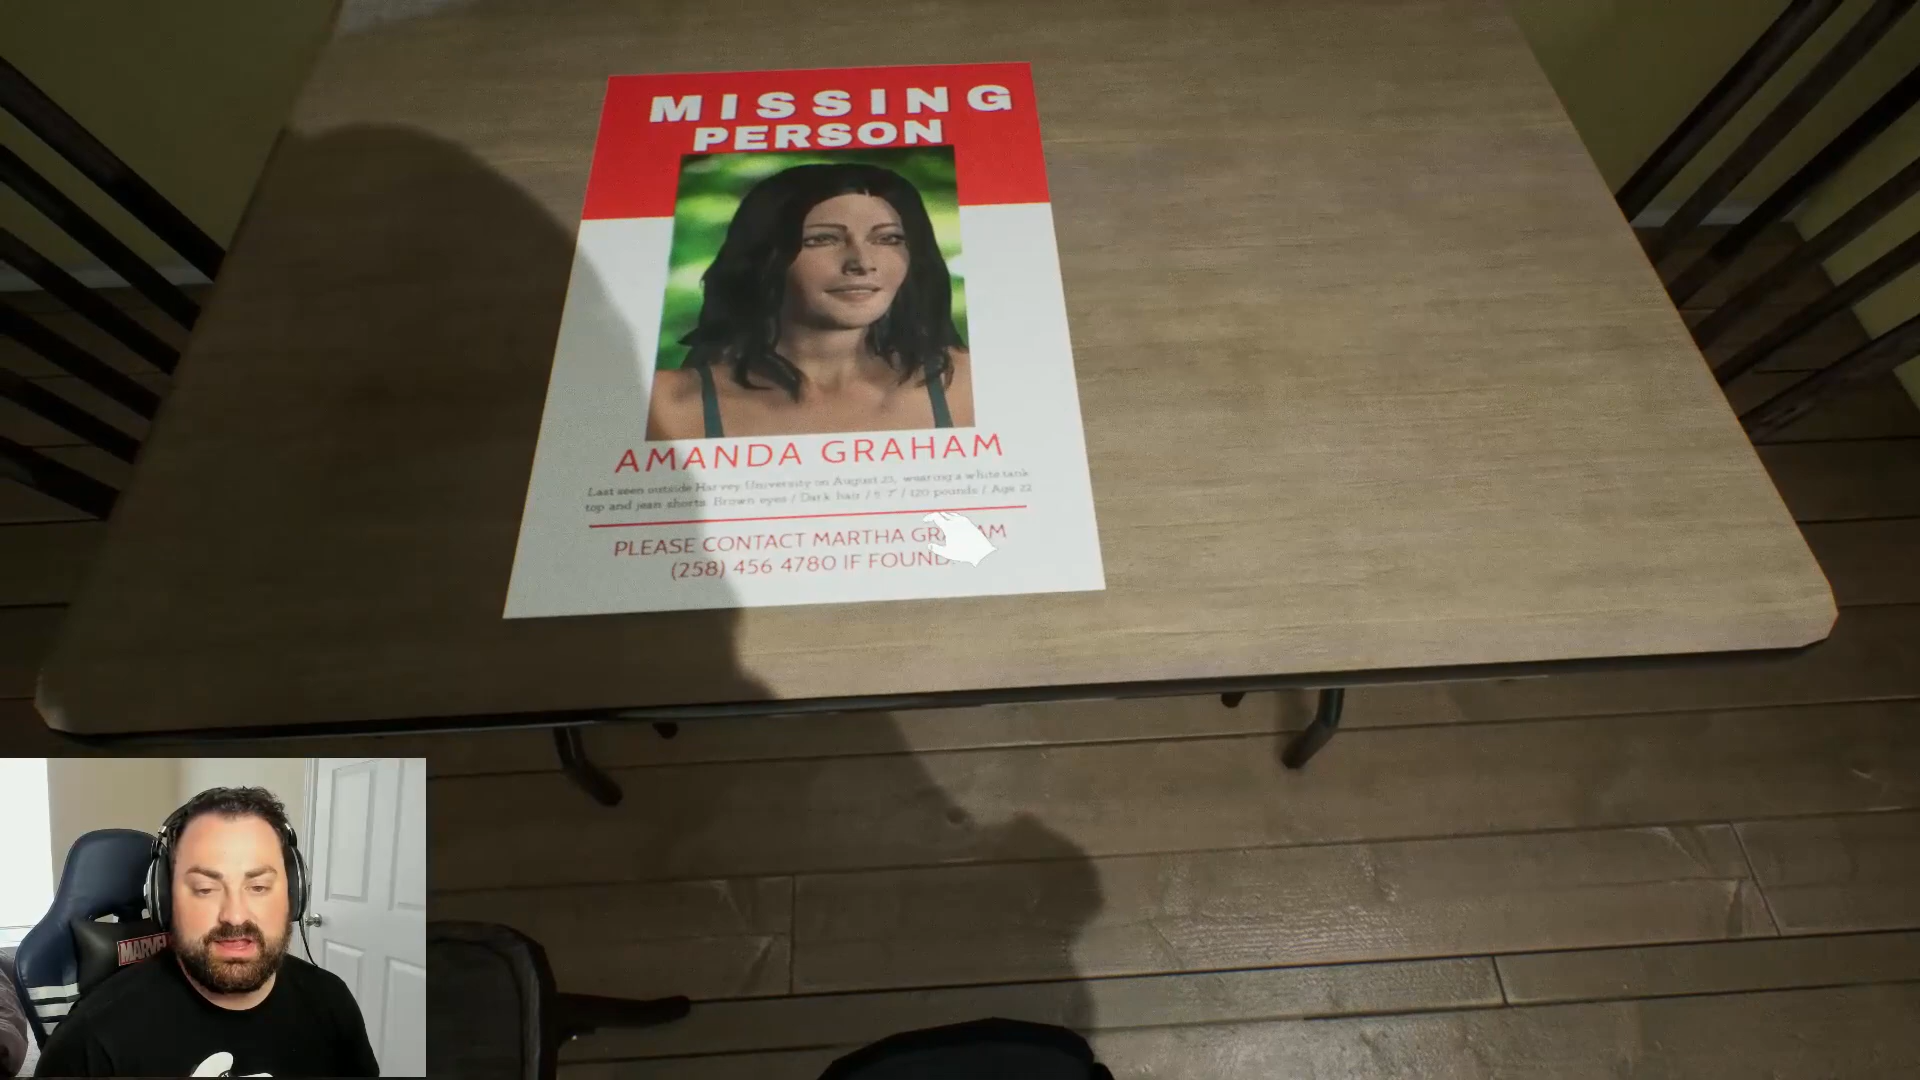 MISSING
PERSON
AMANDA GRAHAM
Last seen outside Harvey University on August 23, wearing a white tank
top and jean shorts. Brown eyes / Dark hair / 5' 7" / 120 pounds / Age 22
PLEASE CONTACT MARTHA GRAHAM
(258) 456 4780 IF FOUND.
MARVEL